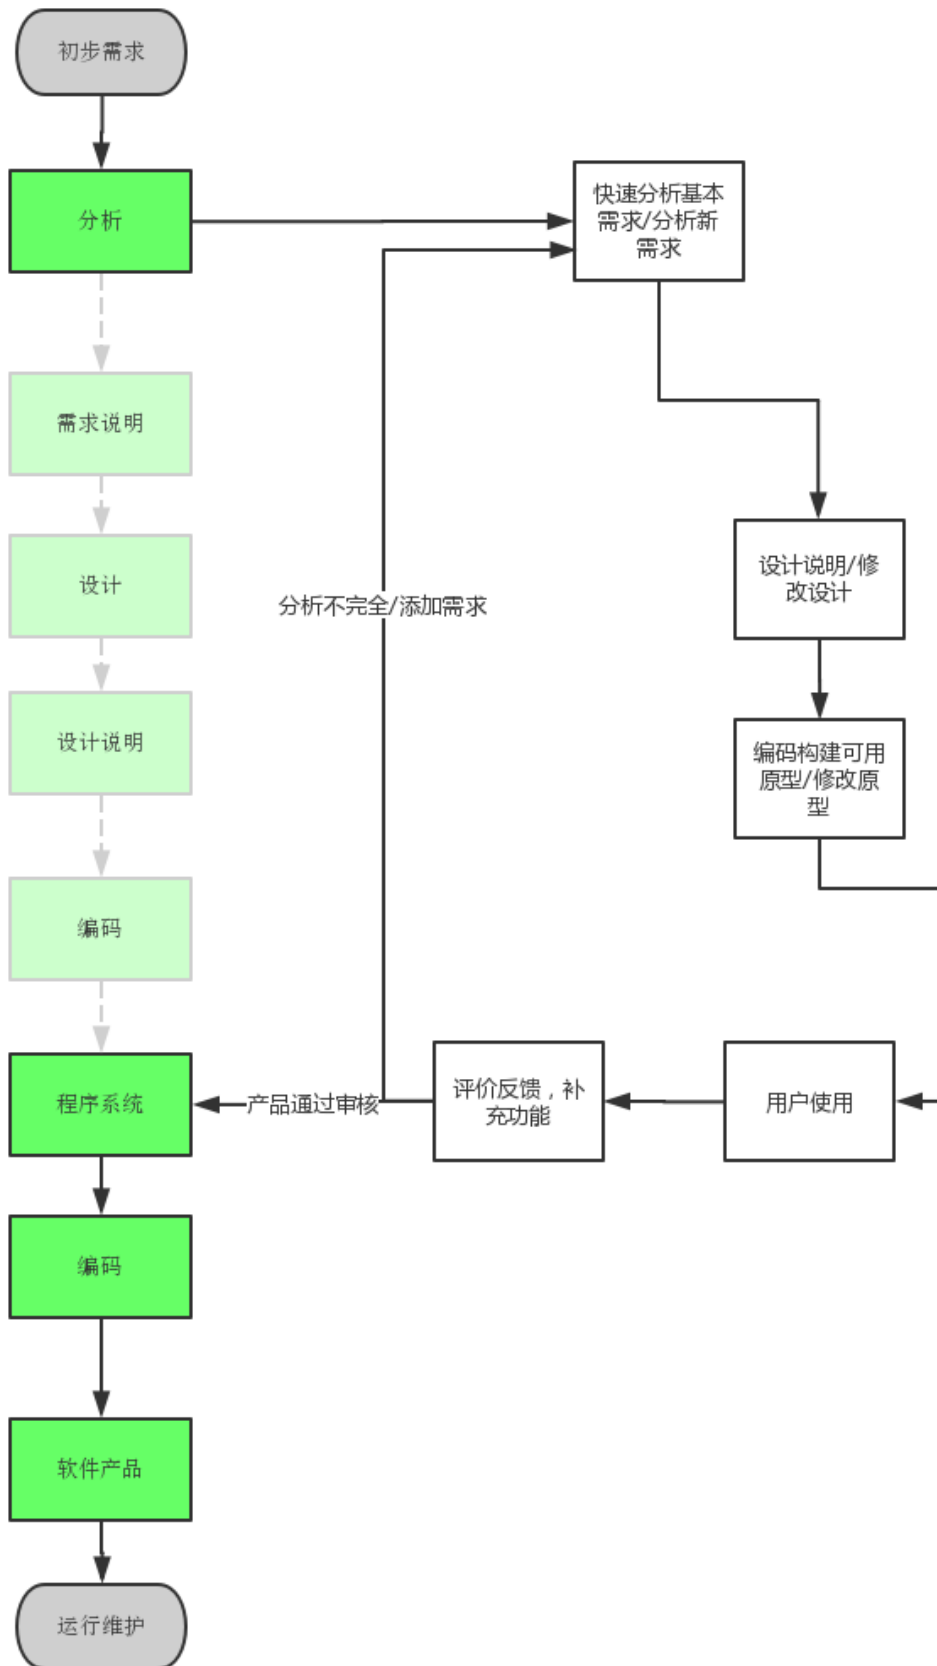 初步需求
分析
快速分析基本
需求/分析新
需求
需求说明
设计
设计说明/修
改设计
分析不完全/添加需求
设计说明
编码构建可用
原型/修改原
型
编码
程序系统
产品通过审核
评价反馈，补
充功能
用户使用
编码
软件产品
运行维护